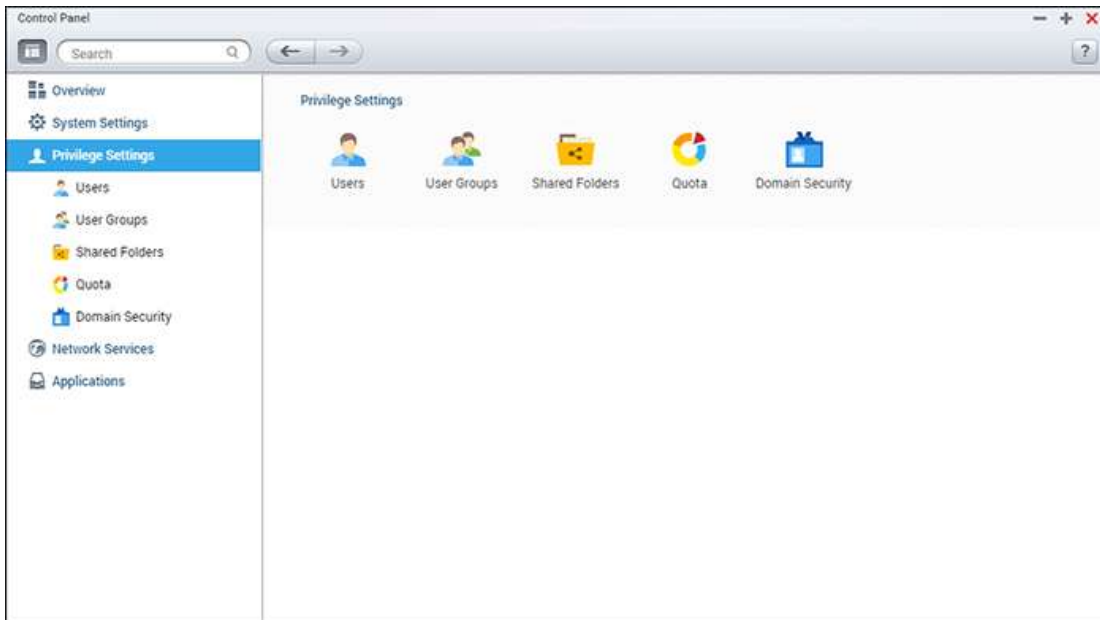 Control Panel
Search
?
Overview
System Settings
Privilege Settings
Users
User Groups
Shared Folders
Quota
Domain Security
Network Services
Applications
Privilege Settings
Users User Groups Shared Folders Quota Domain Security